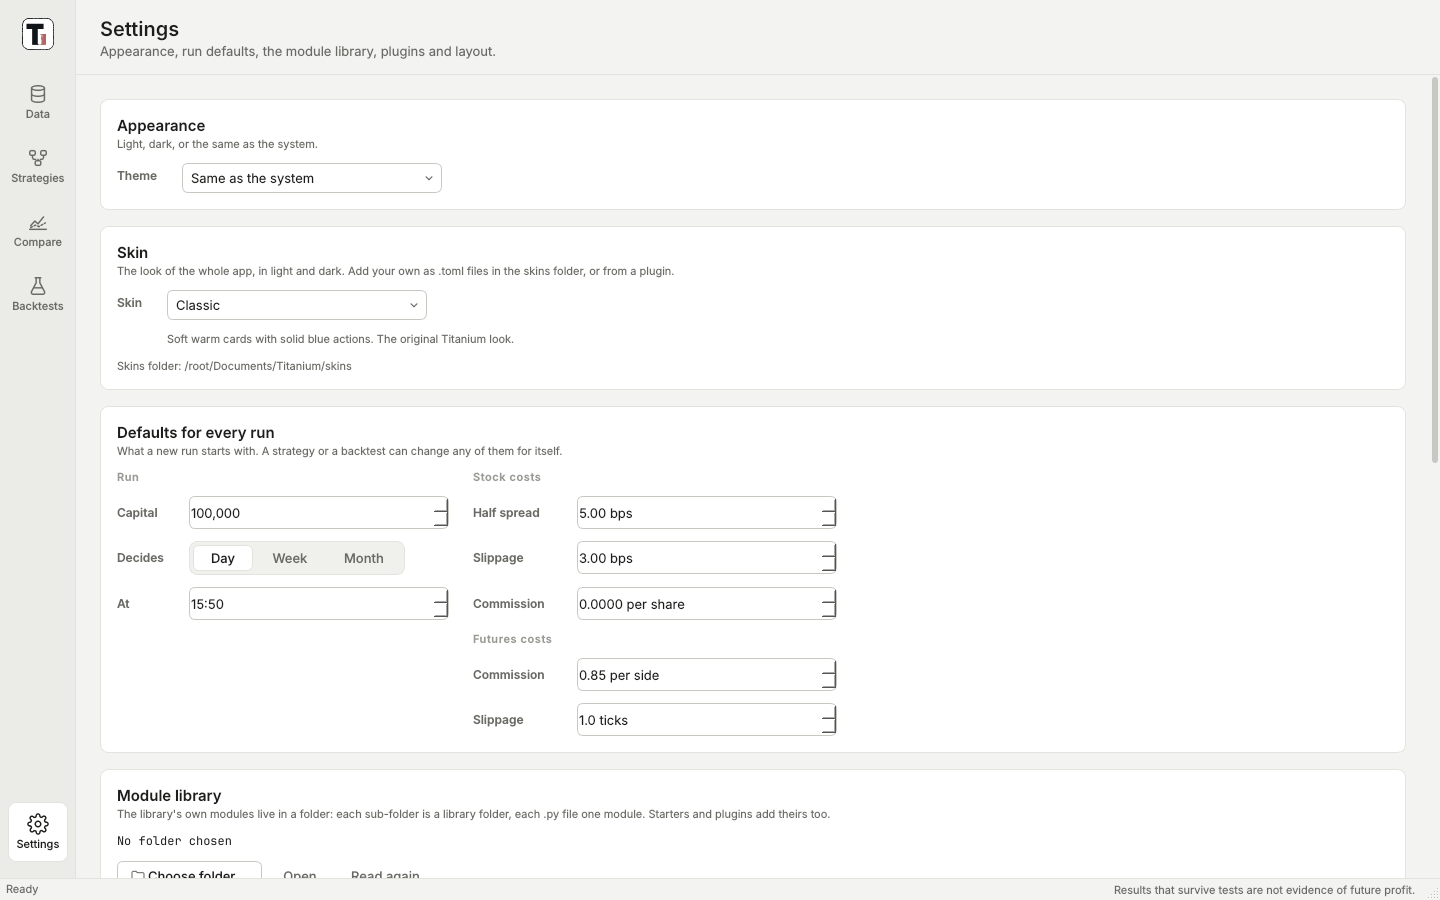 Ti
Settings
Appearance, run defaults, the module library, plugins and layout.
Data
Strategies
Compare
Backtests
Settings
Appearance
Light, dark, or the same as the system.
Theme
Same as the system
Skin
The look of the whole app, in light and dark. Add your own as .toml files in the skins folder, or from a plugin.
Skin
Classic
Soft warm cards with solid blue actions. The original Titanium look.
Skins folder: /root/Documents/Titanium/skins
Defaults for every run
What a new run starts with. A strategy or a backtest can change any of them for itself.
Run
Capital
100,000
Decides
Day
Week
Month
At
15:50
Stock costs
Half spread
5.00 bps
Slippage
3.00 bps
Commission
0.0000 per share
Futures costs
Commission
0.85 per side
Slippage
1.0 ticks
Module library
The library's own modules live in a folder: each sub-folder is a library folder, each .py file one module. Starters and plugins add theirs too.
No folder chosen
Choose folder
Open
Read again
Ready
Results that survive tests are not evidence of future profit.